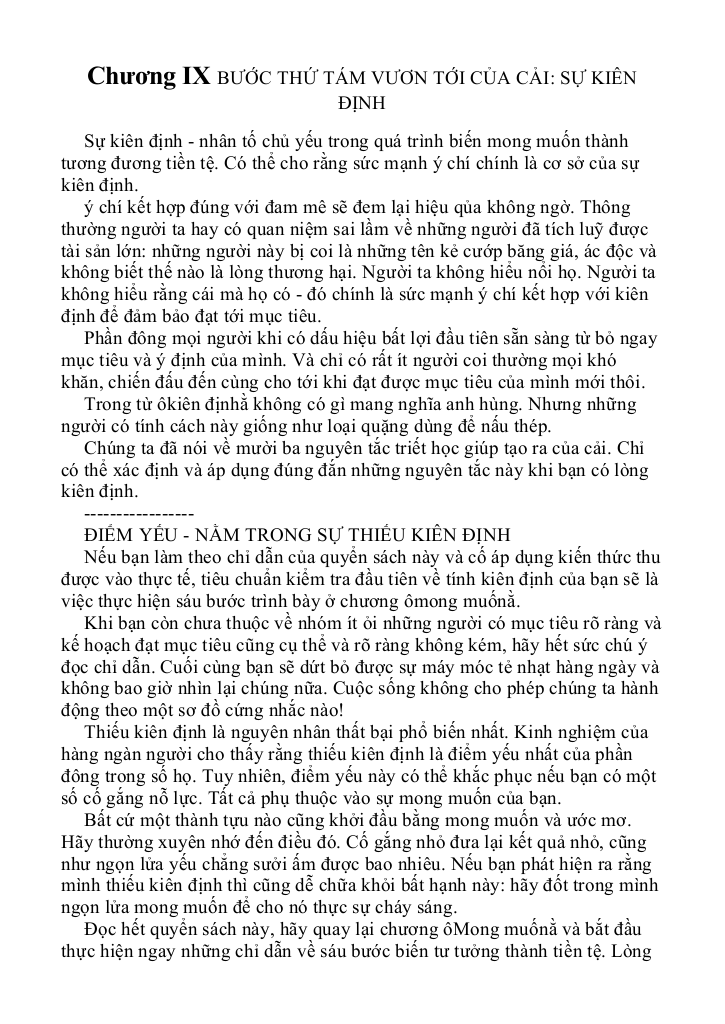 Chương IX BƯỚC THỨ TÁM VƯƠN TỚI CỦA CẢI: SỰ KIÊN
ĐỊNH
Sự kiên định - nhân tố chủ yếu trong quá trình biến mong muốn thành
tương đương tiền tệ. Có thể cho rằng sức mạnh ý chí chính là cơ sở của sự
kiên định.
ý chí kết hợp đúng với đam mê sẽ đem lại hiệu qủa không ngờ. Thông
thường người ta hay có quan niệm sai lầm về những người đã tích luỹ được
tài sản lớn: những người này bị coi là những tên kẻ cướp băng giá, ác độc và
không biết thế nào là lòng thương hại. Người ta không hiểu nổi họ. Người ta
không hiểu rằng cái mà họ có - đó chính là sức mạnh ý chí kết hợp với kiên
định để đảm bảo đạt tới mục tiêu.
Phần đông mọi người khi có dấu hiệu bất lợi đầu tiên sẵn sàng từ bỏ ngay
mục tiêu và ý định của mình. Và chỉ có rất ít người coi thường mọi khó
khăn, chiến đấu đến cùng cho tới khi đạt được mục tiêu của mình mới thôi.
Trong từ ôkiên địnhằ không có gì mang nghĩa anh hùng. Nhưng những
người có tính cách này giống như loại quặng dùng để nấu thép.
Chúng ta đã nói về mười ba nguyên tắc triết học giúp tạo ra của cải. Chỉ
có thể xác định và áp dụng đúng đắn những nguyên tắc này khi bạn có lòng
kiên định.
-----------------
ĐIỂM YẾU - NẰM TRONG SỰ THIẾU KIÊN ĐỊNH
Nếu bạn làm theo chỉ dẫn của quyển sách này và cố áp dụng kiến thức thu
được vào thực tế, tiêu chuẩn kiểm tra đầu tiên về tính kiên định của bạn sẽ là
việc thực hiện sáu bước trình bày ở chương ômong muốnằ.
Khi bạn còn chưa thuộc về nhóm ít ỏi những người có mục tiêu rõ ràng và
kế hoạch đạt mục tiêu cũng cụ thể và rõ ràng không kém, hãy hết sức chú ý
đọc chỉ dẫn. Cuối cùng bạn sẽ dứt bỏ được sự máy móc tẻ nhạt hàng ngày và
không bao giờ nhìn lại chúng nữa. Cuộc sống không cho phép chúng ta hành
động theo một sơ đồ cứng nhắc nào!
Thiếu kiên định là nguyên nhân thất bại phổ biến nhất. Kinh nghiệm của
hàng ngàn người cho thấy rằng thiếu kiên định là điểm yếu nhất của phần
đông trong số họ. Tuy nhiên, điểm yếu này có thể khắc phục nếu bạn có một
số cố gắng nỗ lực. Tất cả phụ thuộc vào sự mong muốn của bạn.
Bất cứ một thành tựu nào cũng khởi đầu bằng mong muốn và ước mơ.
Hãy thường xuyên nhớ đến điều đó. Cố gắng nhỏ đưa lại kết quả nhỏ, cũng
như ngọn lửa yếu chẳng sưởi ấm được bao nhiêu. Nếu bạn phát hiện ra rằng
mình thiếu kiên định thì cũng dễ chữa khỏi bất hạnh này: hãy đốt trong mình
ngọn lửa mong muốn để cho nó thực sự cháy sáng.
Đọc hết quyển sách này, hãy quay lại chương ôMong muốnằ và bắt đầu
thực hiện ngay những chỉ dẫn về sáu bước biến tư tưởng thành tiền tệ. Lòng